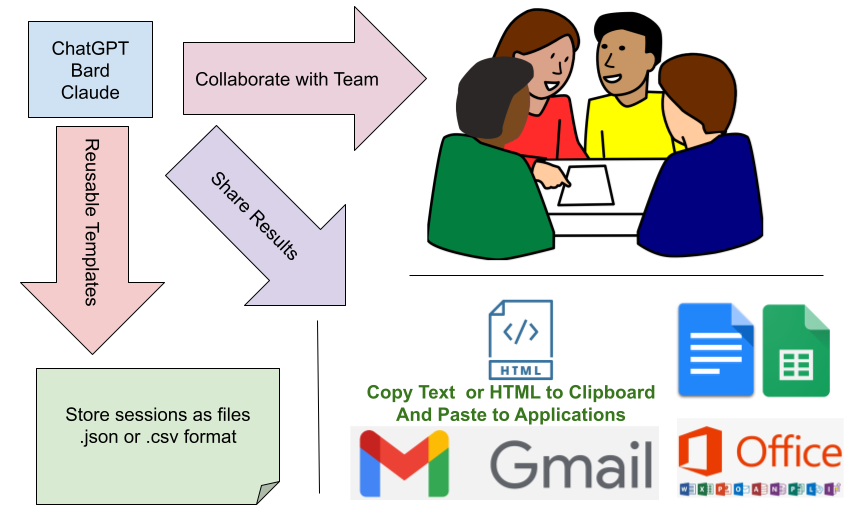 ChatGPT
Bard
Claude
Collaborate with Team
Reusable Templates
Share Results
Store sessions as files
.json or .csv format
</>
HTML
Copy Text or HTML to Clipboard
And Paste to Applications
Gmail
Office